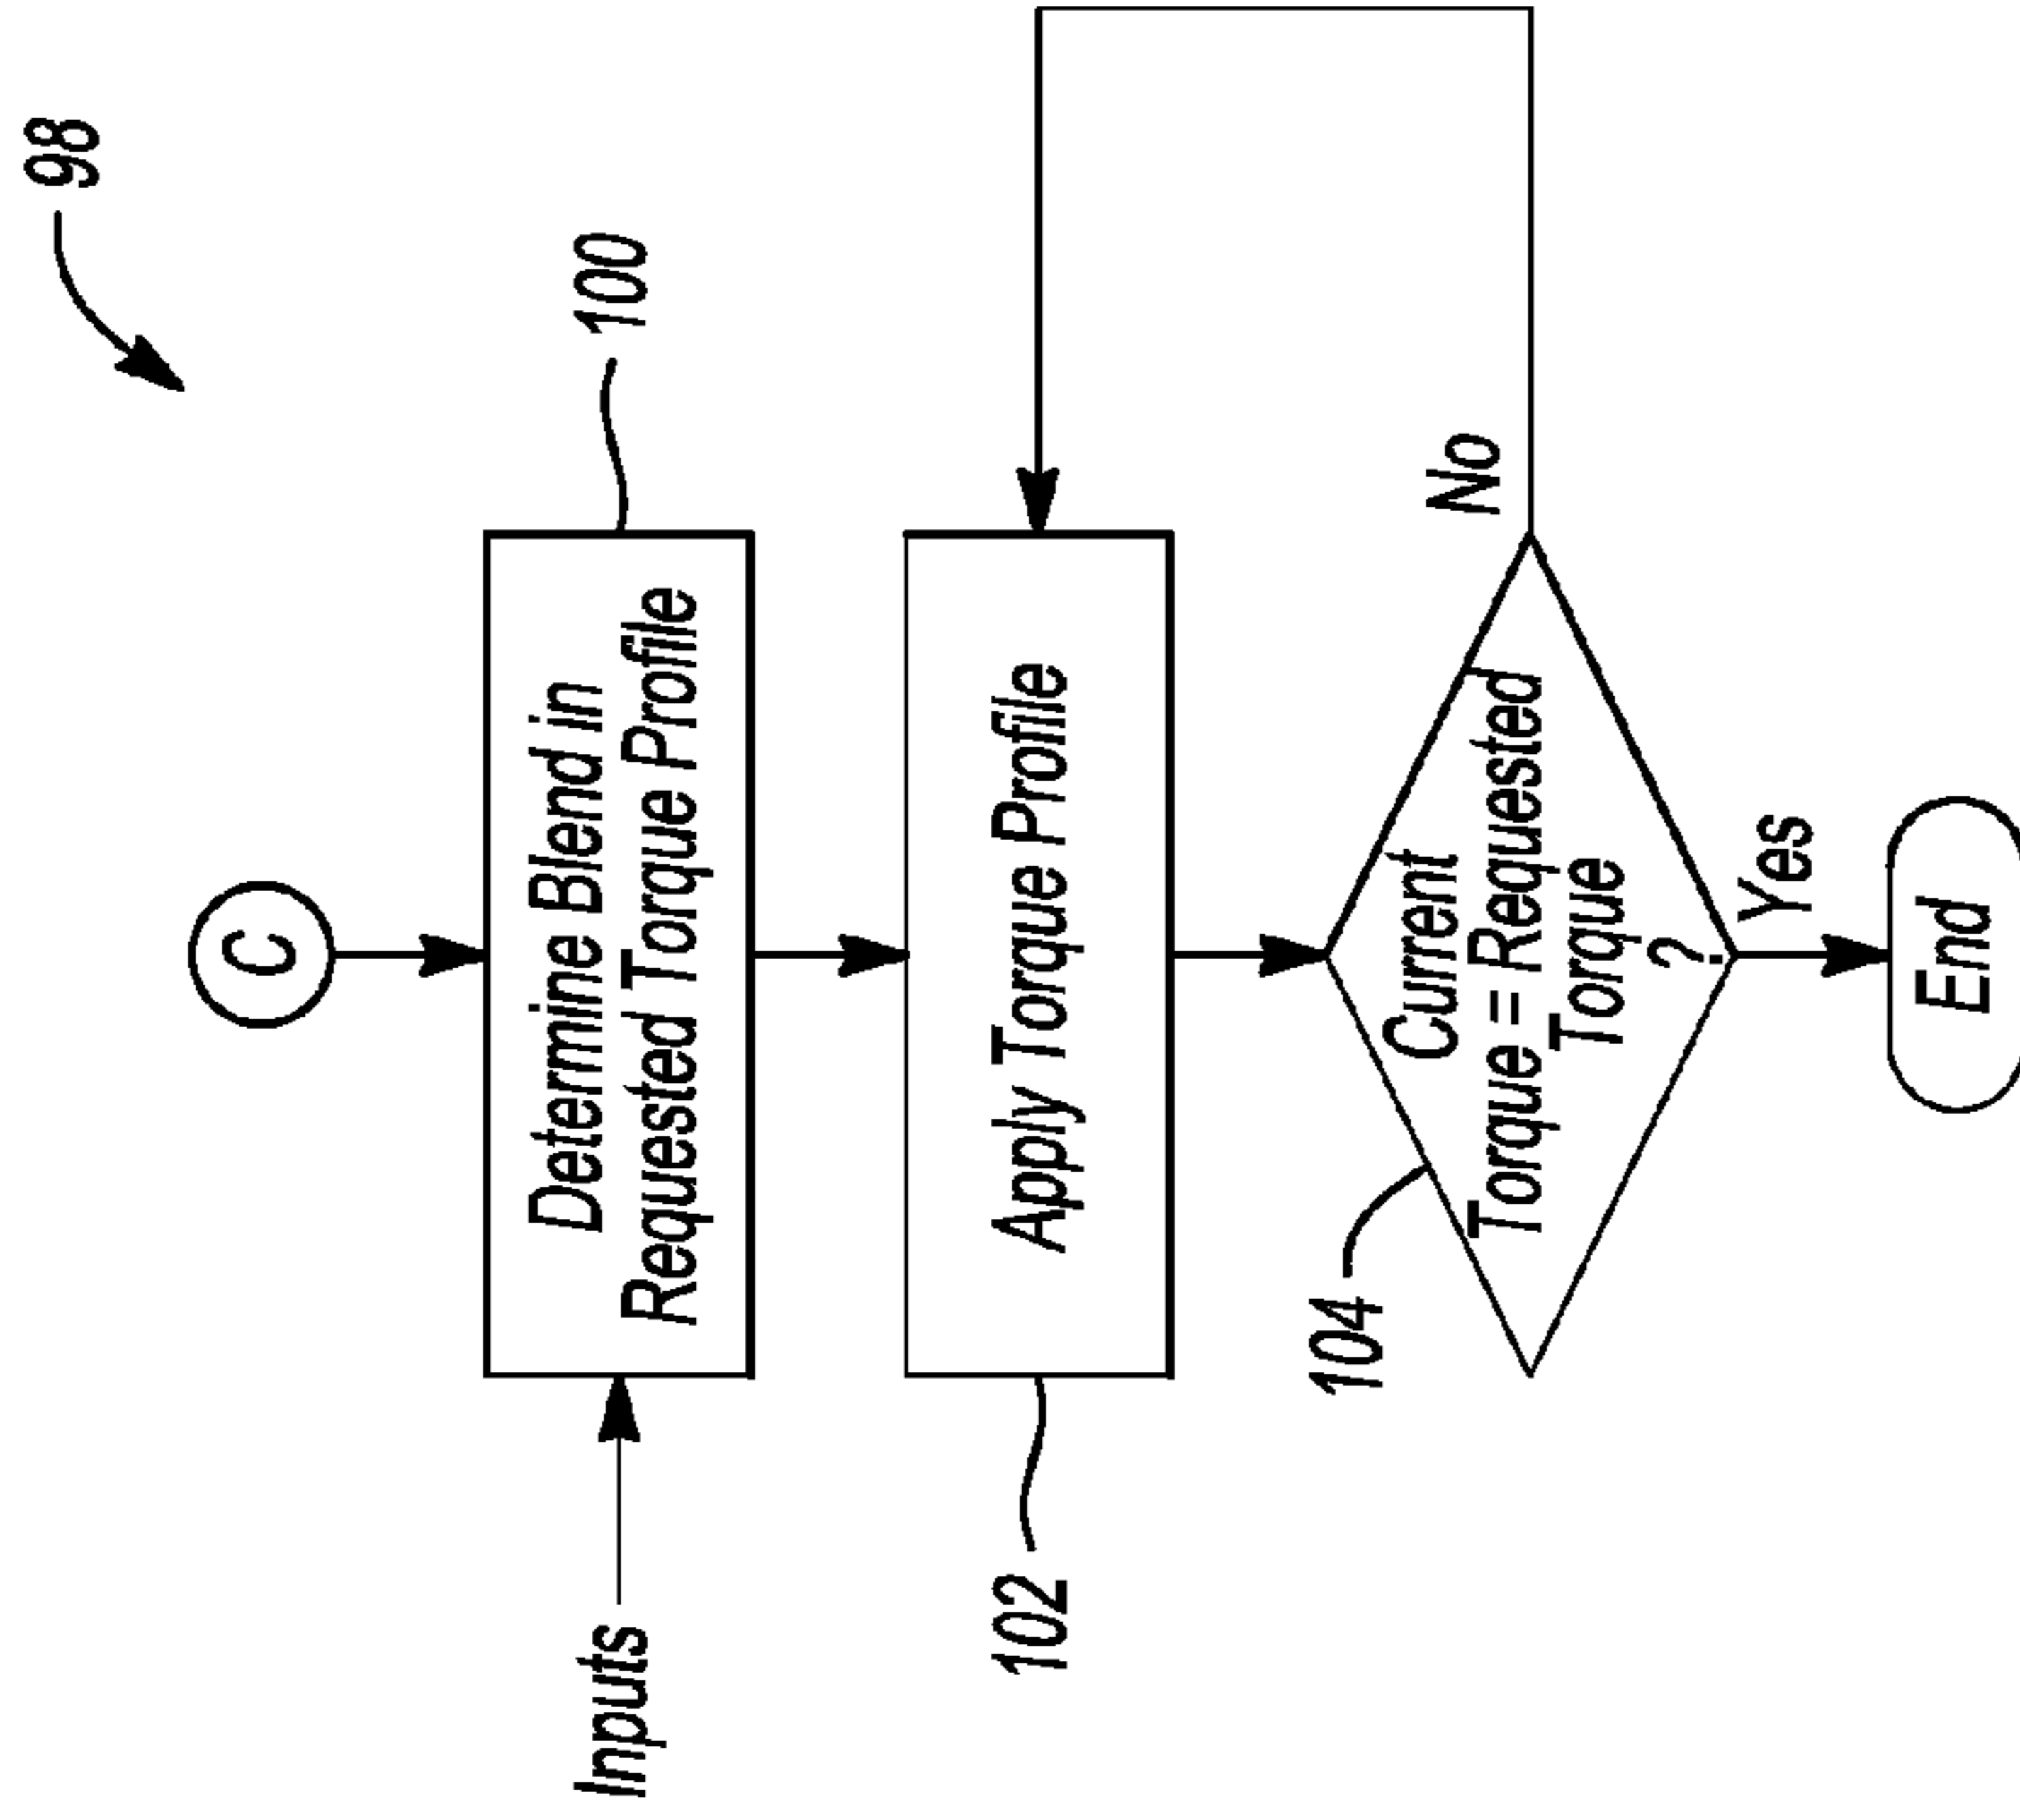 98
C
Inputs
Determine Blend in
Requested Torque Profile
100
Apply Torque Profile
102
104
Current
Torque = Requested
Torque
?
No
Yes
End